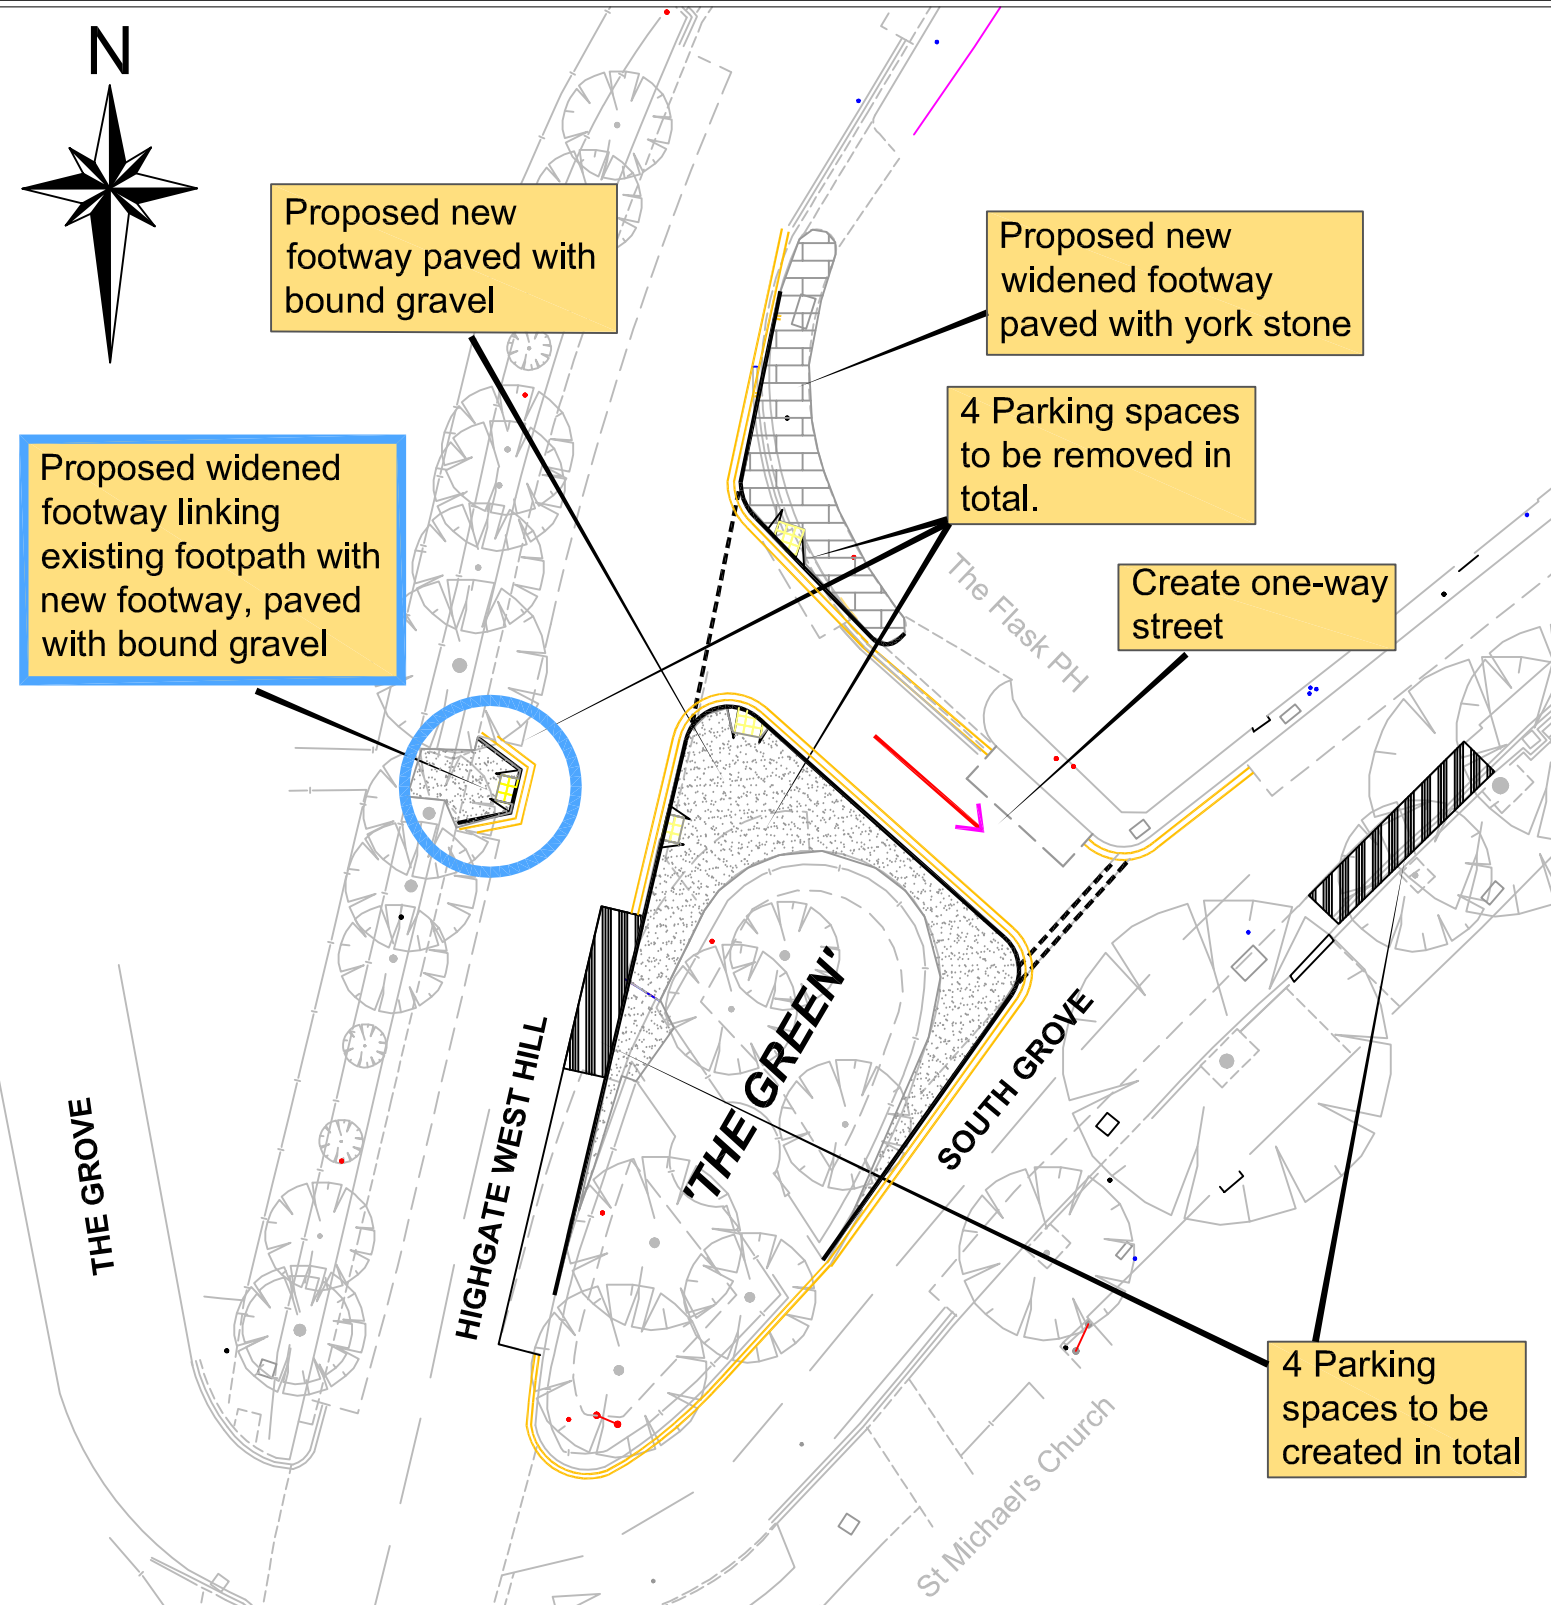 N
Proposed new
footway paved with
bound gravel
Proposed new
widened footway
paved with york stone
4 Parking spaces
to be removed in
total.
Proposed widened
footway linking
existing footpath with
new footway, paved
with bound gravel
The Flask PH
Create one-way
street
'THE GREEN'
SOUTH GROVE
HIGHGATE WEST HILL
THE GROVE
4 Parking
spaces to be
created in total
St Michael's Church